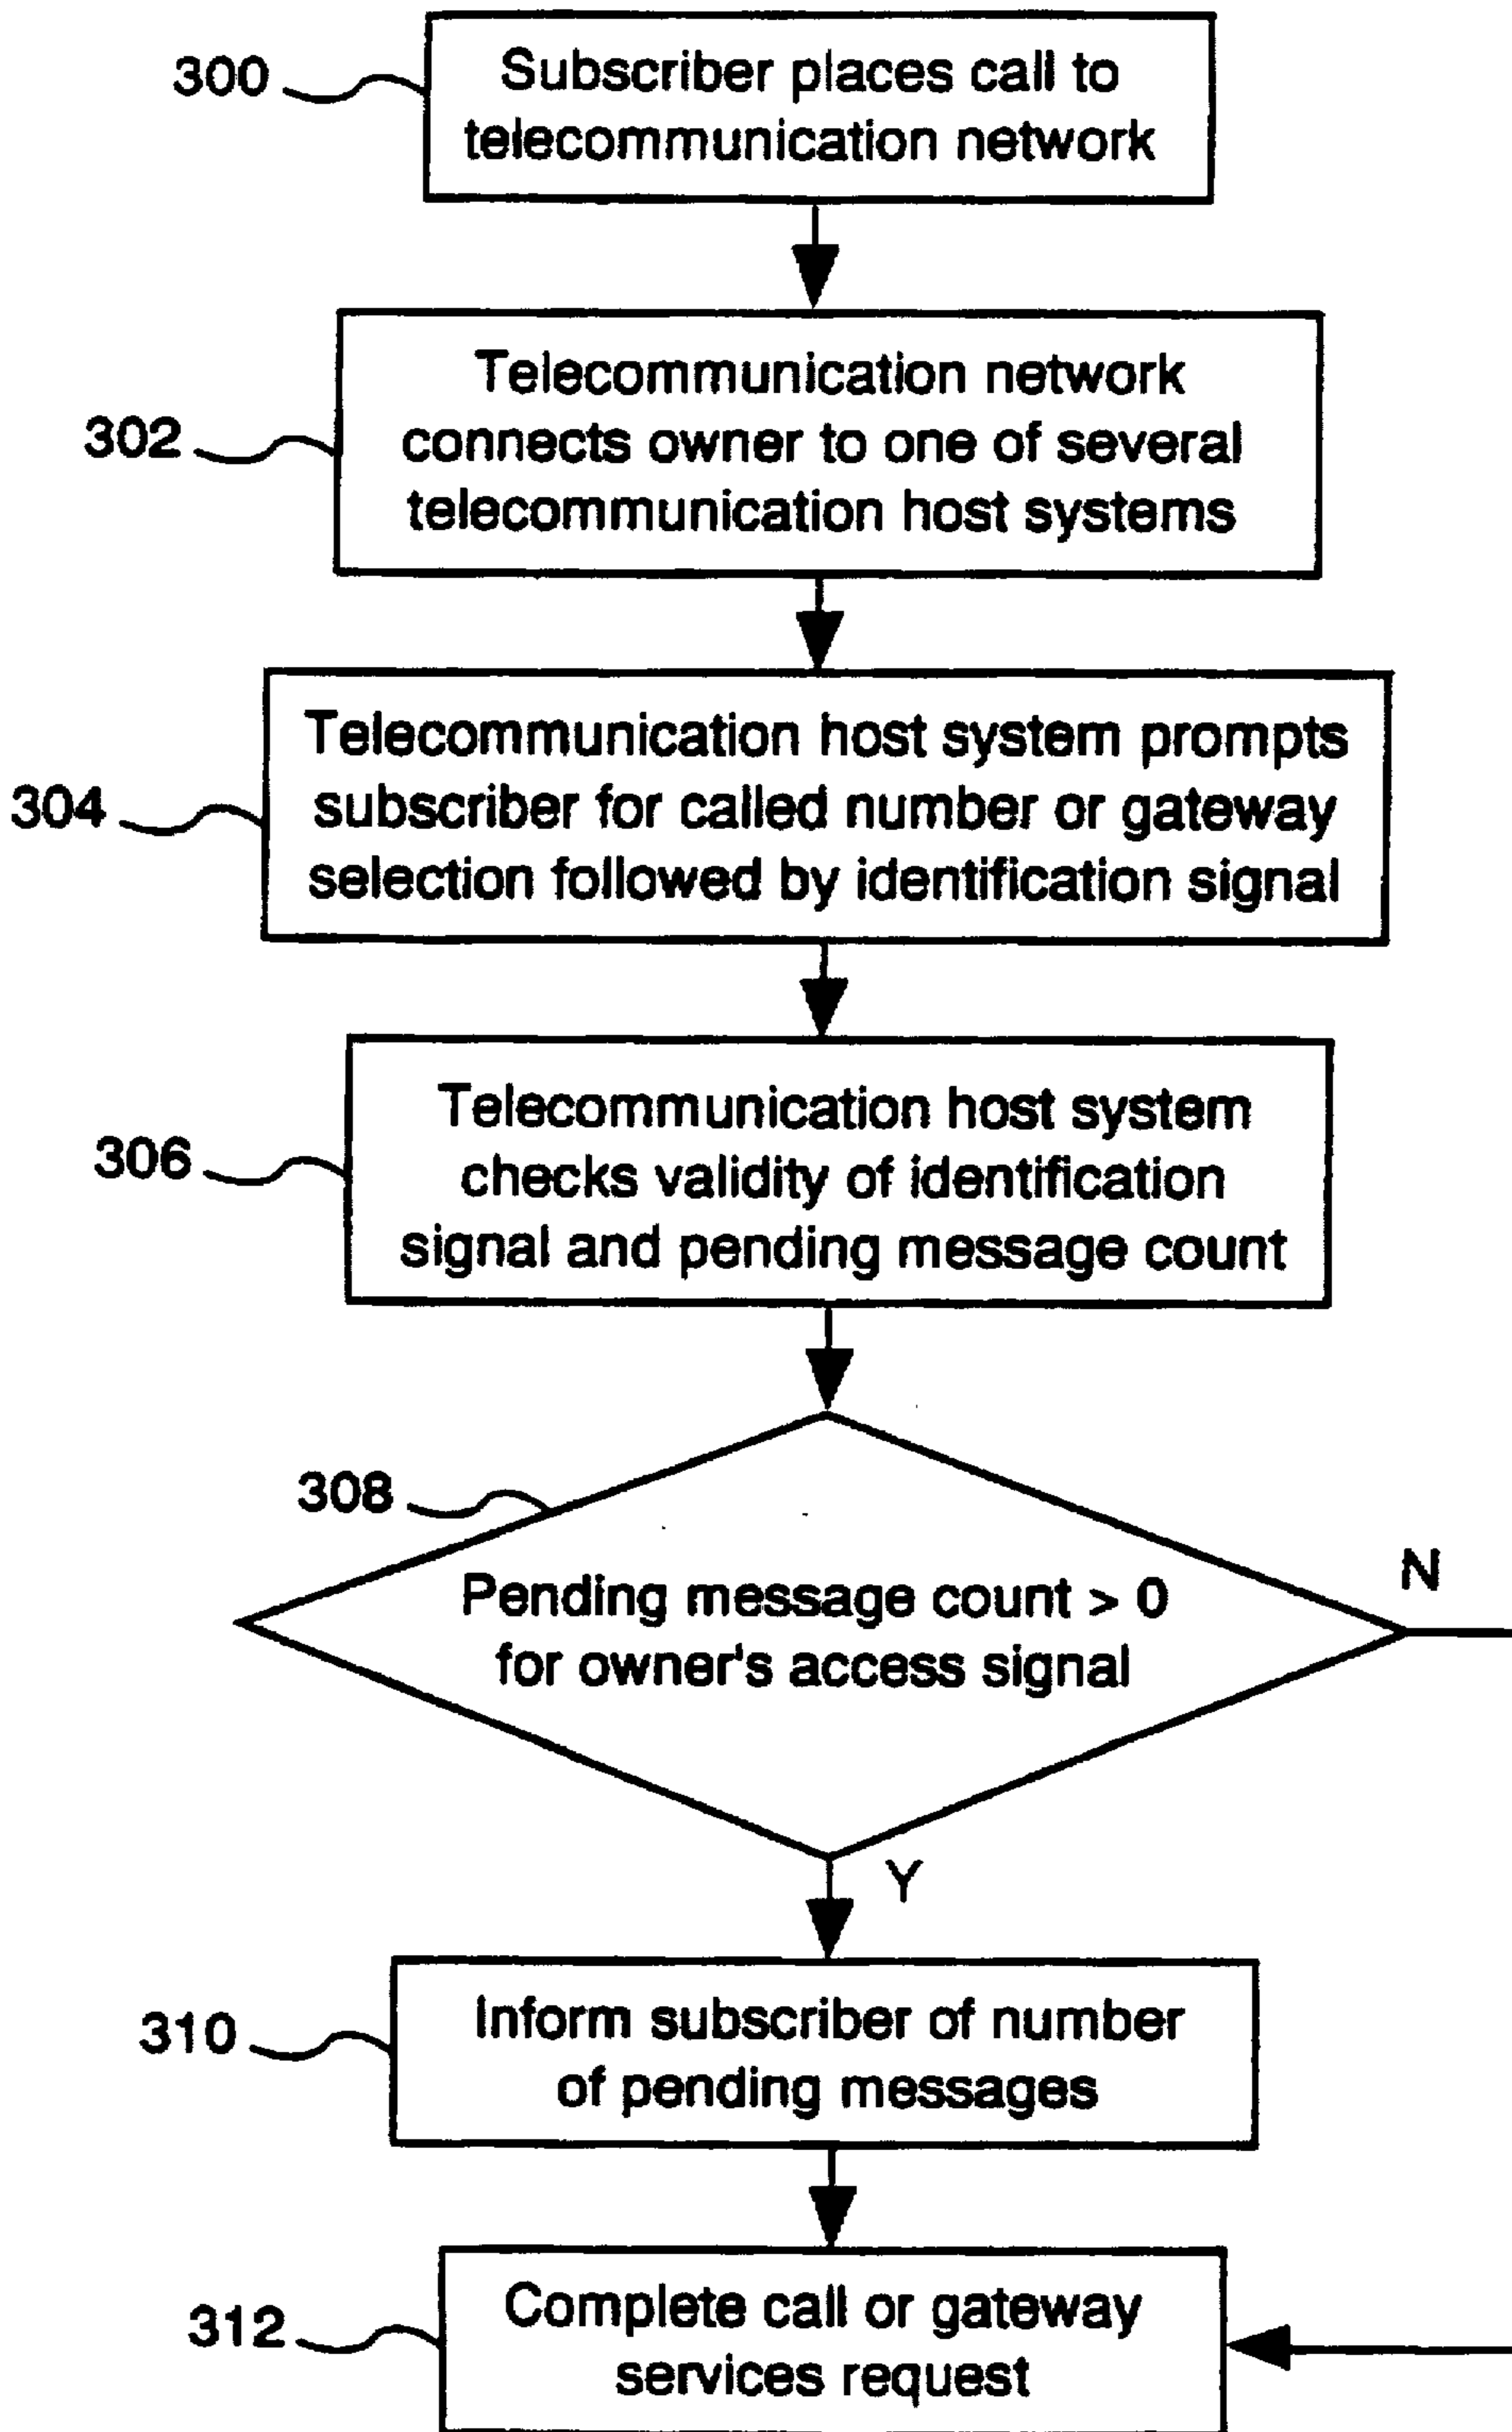 300
Subscriber places call to
telecommunication network
302
Telecommunication network
connects owner to one of several
telecommunication host systems
304
Telecommunication host system prompts
subscriber for called number or gateway
selection followed by identification signal
306
Telecommunication host system
checks validity of identification
signal and pending message count
308
Pending message count > 0
for owner's access signal
N
Y
310
Inform subscriber of number
of pending messages
312
Complete call or gateway
services request